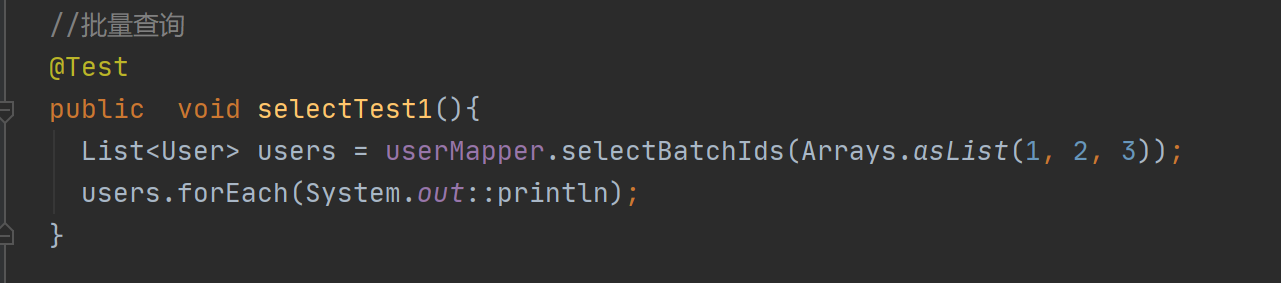 //批量查询
@Test
public  void selectTest1(){
  List<User> users = userMapper.selectBatchIds(Arrays.asList(1, 2, 3));
  users.forEach(System.out::println);
}